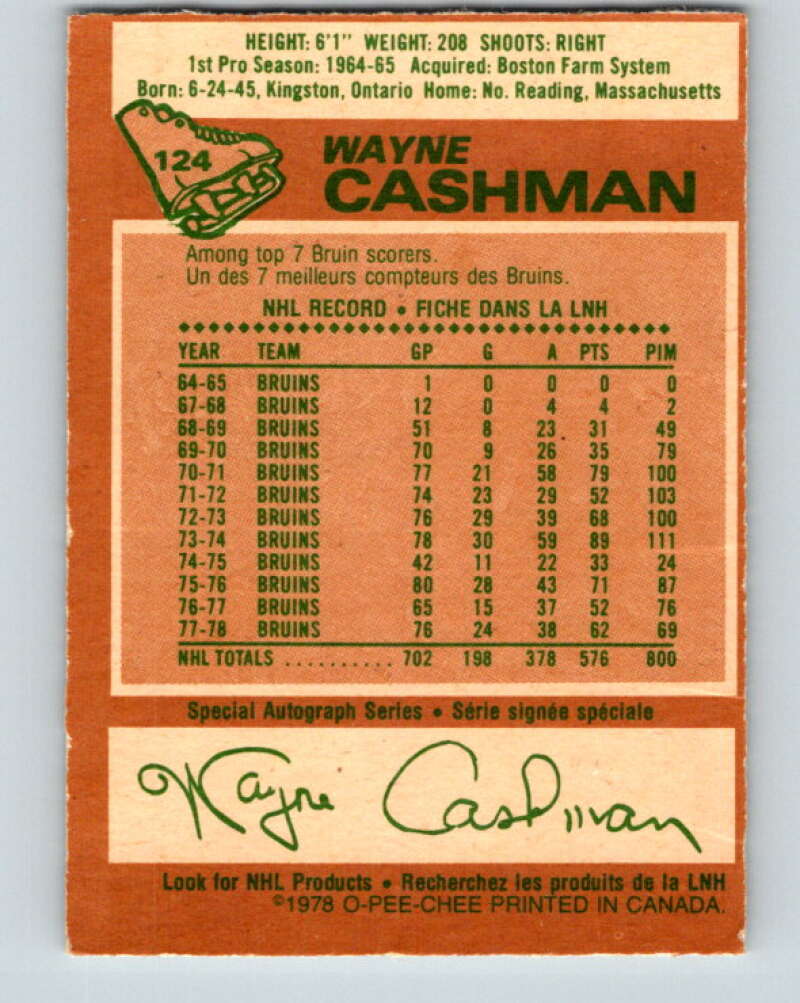 HEIGHT: 6'1" WEIGHT: 208 SHOOTS: RIGHT
1st Pro Season: 1964-65 Acquired: Boston Farm System
Born: 6-24-45, Kingston, Ontario Home: No. Reading, Massachusetts
124
WAYNE
CASHMAN
Among top 7 Bruin scorers.
Un des 7 meilleurs compteurs des Bruins.
NHL RECORD • FICHE DANS LA LNH
YEAR TEAM GP G A PTS PIM
64-65 BRUINS 1 0 0 0 0
67-68 BRUINS 12 0 4 4 2
68-69 BRUINS 51 8 23 31 49
69-70 BRUINS 70 9 26 35 79
70-71 BRUINS 77 21 58 79 100
71-72 BRUINS 74 23 29 52 103
72-73 BRUINS 76 29 39 68 100
73-74 BRUINS 78 30 59 89 111
74-75 BRUINS 42 11 22 33 24
75-76 BRUINS 80 28 43 71 87
76-77 BRUINS 65 15 37 52 76
77-78 BRUINS 76 24 38 62 69
NHL TOTALS .......... 702 198 378 576 800
Special Autograph Series • Série signée spéciale
Wayne Cashman
Look for NHL Products • Recherchez les produits de la LNH
©1978 O-PEE-CHEE PRINTED IN CANADA.